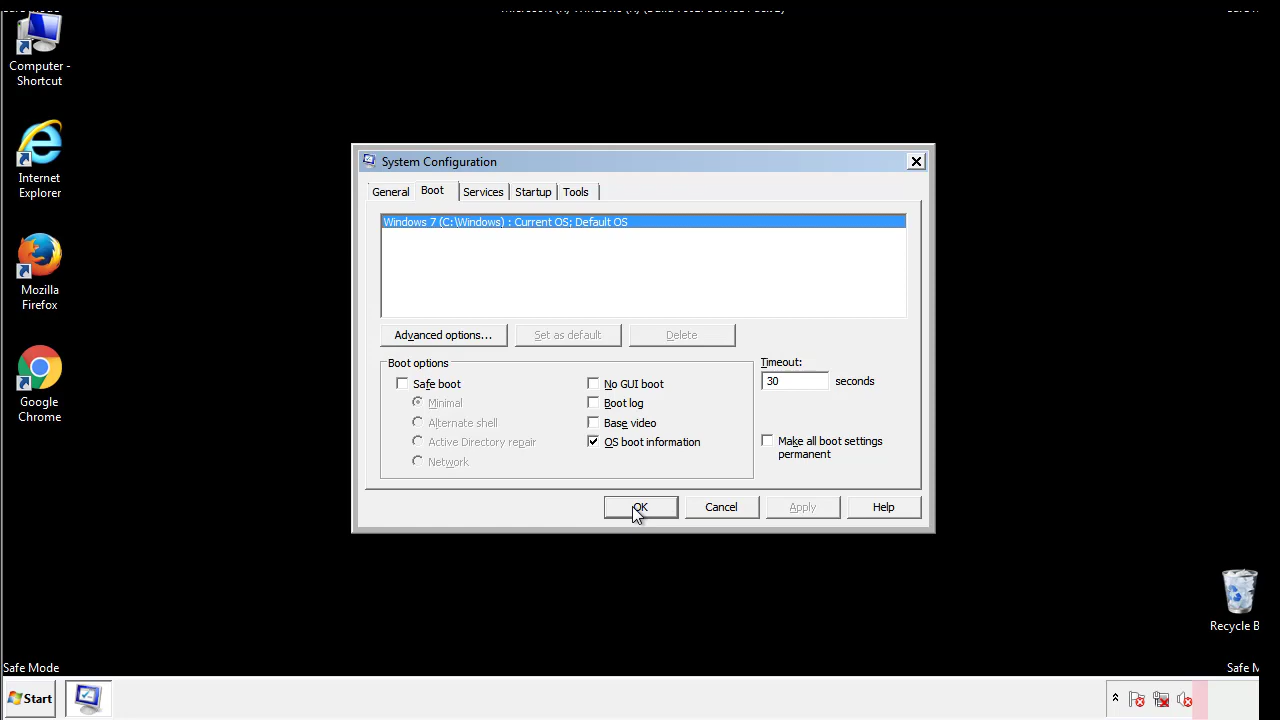 Computer -
Shortcut
Internet
Explorer
Mozilla
Firefox
Google
Chrome
System Configuration
General Boot Services Startup Tools
Windows 7 (C:\Windows) : Current OS; Default OS
Advanced options... Set as default Delete
Boot options
Safe boot
Minimal
Alternate shell
Active Directory repair
Network
No GUI boot
Boot log
Base video
OS boot information
Timeout:
30 seconds
Make all boot settings
permanent
OK Cancel Apply Help
Recycle B
Safe Mode
Safe M
Start